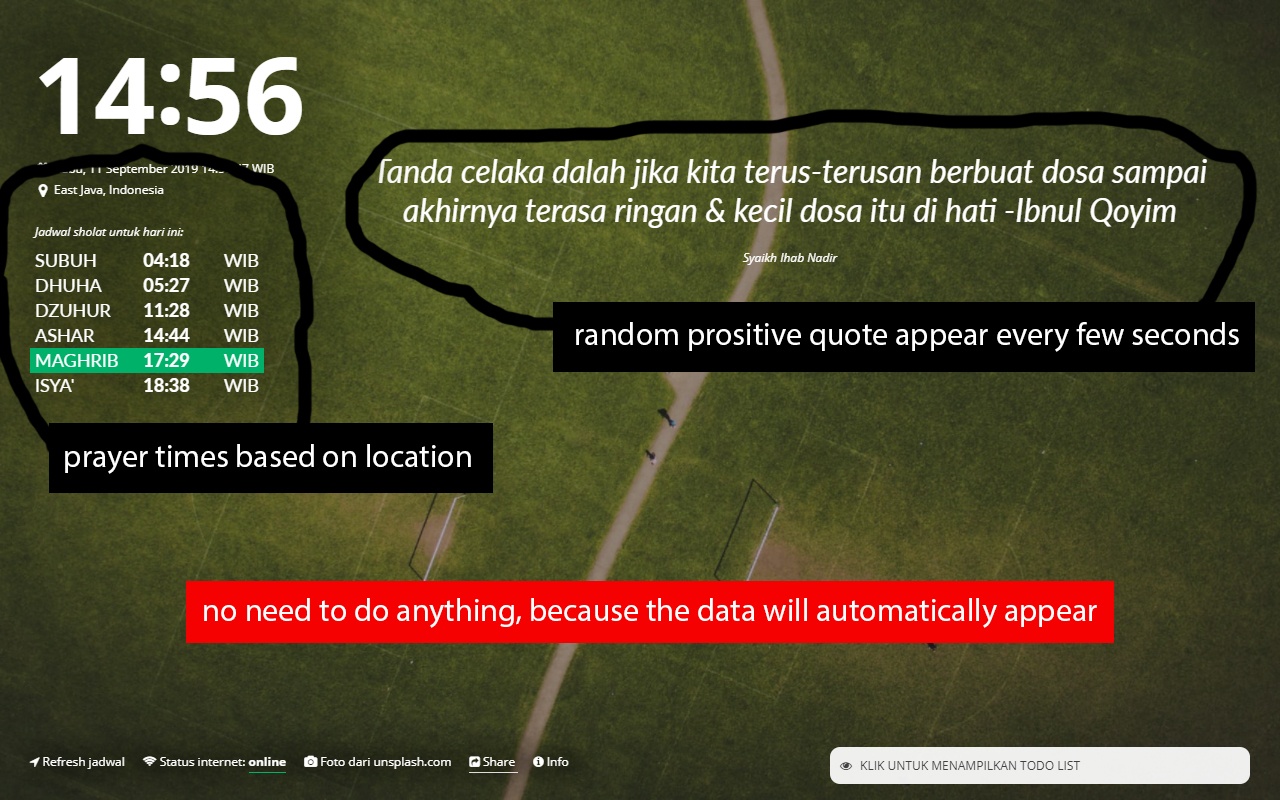 14:56
11 September 2019 WIB
East Java, Indonesia
Jadwal sholat untuk hari ini:
SUBUH 04:18 WIB
DHUHA 05:27 WIB
DZUHUR 11:28 WIB
ASHAR 14:44 WIB
MAGHRIB 17:29 WIB
ISYA' 18:38 WIB
prayer times based on location
Tanda celaka dalah jika kita terus-terusan berbuat dosa sampai
akhirnya terasa ringan & kecil dosa itu di hati -Ibnul Qoyim
Syaikh Ihab Nadir
random prositive quote appear every few seconds
no need to do anything, because the data will automatically appear
Refresh jadwal Status internet: online Foto dari unsplash.com Share Info
KLIK UNTUK MENAMPILKAN TODO LIST